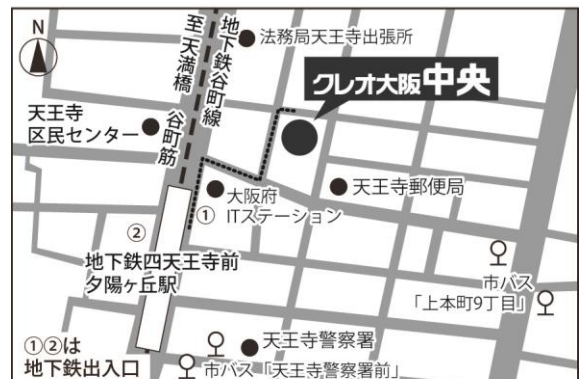 N
至天満橋
地下鉄谷町線
谷町筋
法務局天王寺出張所
クレオ大阪中央
天王寺
区民センター
大阪府
ITステーション
天王寺郵便局
①
②
地下鉄四天王寺前
夕陽ヶ丘駅
市バス
「上本町9丁目」
天王寺警察署
市バス「天王寺警察署前」
①②は
地下鉄出入口